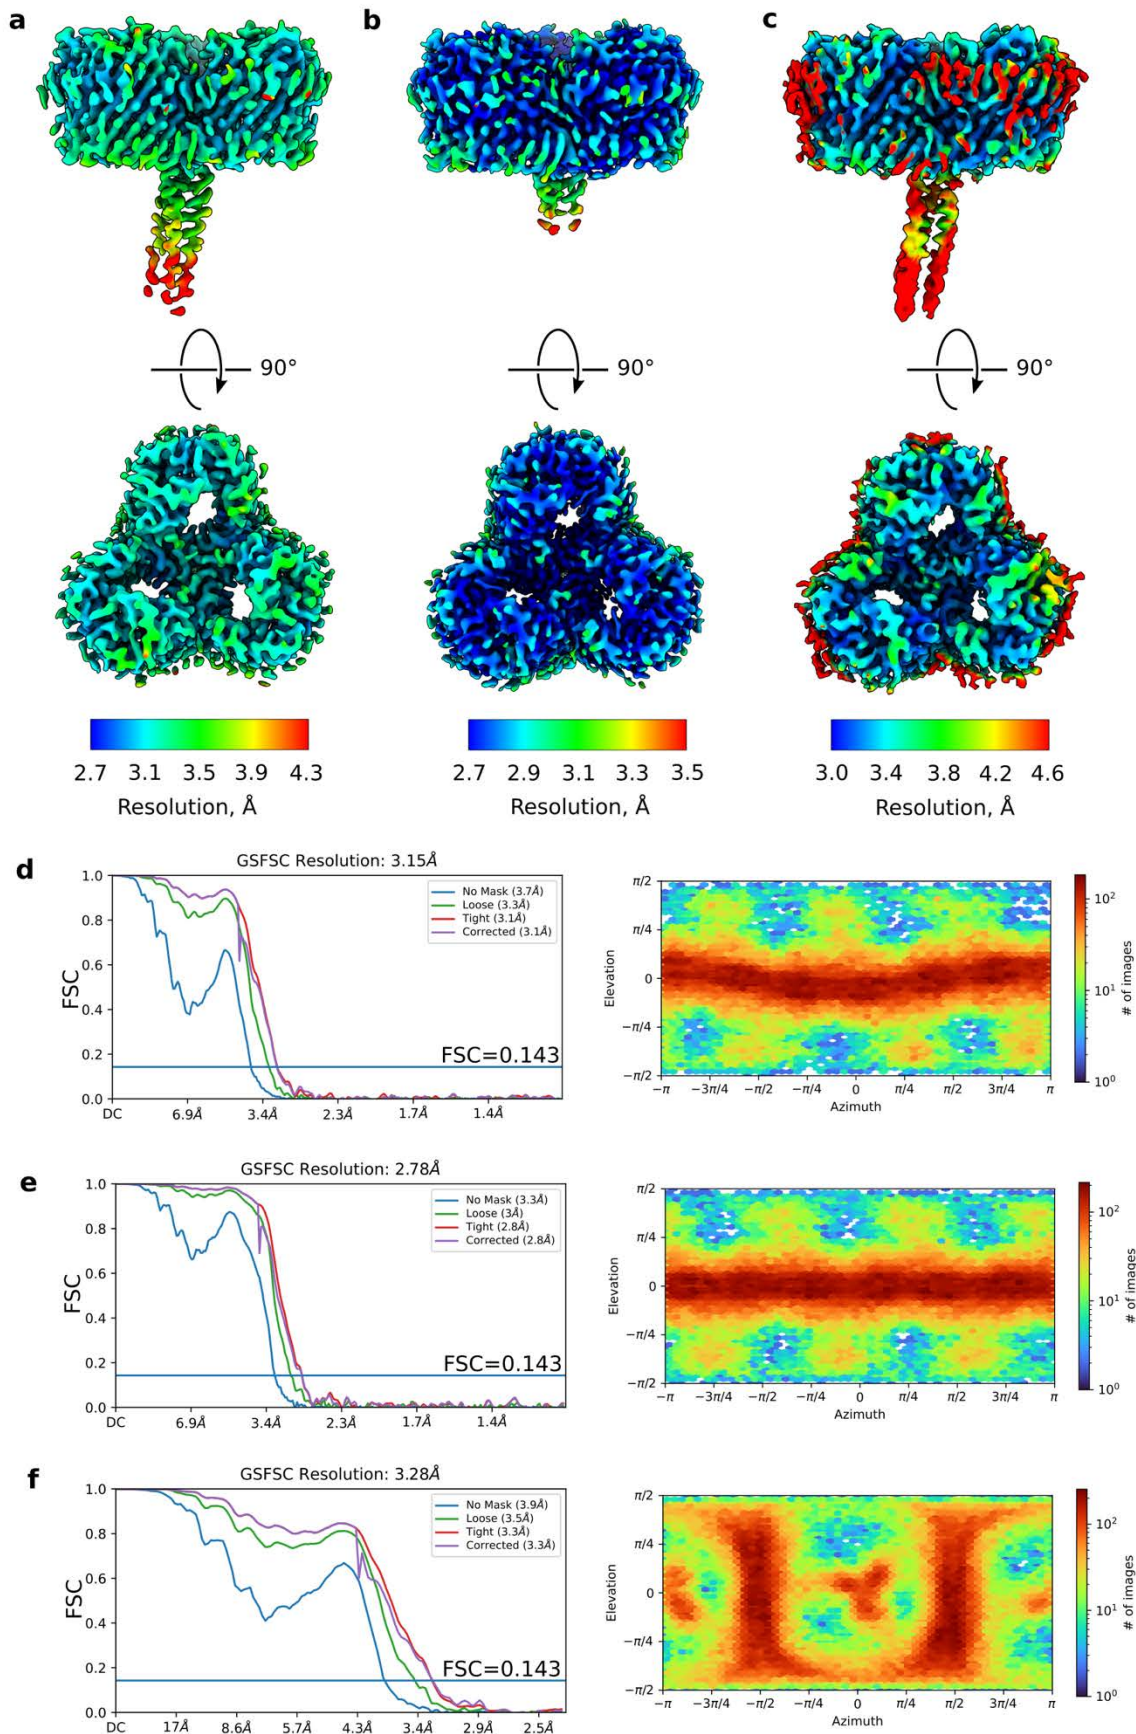 a b c
90° 90° 90°
2.7 3.1 3.5 3.9 4.3 2.7 2.9 3.1 3.3 3.5 3.0 3.4 3.8 4.2 4.6
Resolution, Å Resolution, Å Resolution, Å
d
GSFSC Resolution: 3.15Å
1.0
0.8
0.6
0.4
0.2
0.0
FSC
No Mask (3.7Å)
Loose (3.3Å)
Tight (3.1Å)
Corrected (3.1Å)
FSC=0.143
DC 6.9Å 3.4Å 2.3Å 1.7Å 1.4Å
π/2
π/4
0
−π/4
−π/2
Elevation
−π −3π/4 −π/2 −π/4 0 π/4 π/2 3π/4 π
Azimuth
10²
10¹
10⁰
# of images
e
GSFSC Resolution: 2.78Å
1.0
0.8
0.6
0.4
0.2
0.0
FSC
No Mask (3.3Å)
Loose (3Å)
Tight (2.8Å)
Corrected (2.8Å)
FSC=0.143
DC 6.9Å 3.4Å 2.3Å 1.7Å 1.4Å
π/2
π/4
0
−π/4
−π/2
Elevation
−π −3π/4 −π/2 −π/4 0 π/4 π/2 3π/4 π
Azimuth
10²
10¹
10⁰
# of images
f
GSFSC Resolution: 3.28Å
1.0
0.8
0.6
0.4
0.2
0.0
FSC
No Mask (3.9Å)
Loose (3.5Å)
Tight (3.3Å)
Corrected (3.3Å)
FSC=0.143
DC 17Å 8.6Å 5.7Å 4.3Å 3.4Å 2.9Å 2.5Å
π/2
π/4
0
−π/4
−π/2
Elevation
−π −3π/4 −π/2 −π/4 0 π/4 π/2 3π/4 π
Azimuth
10²
10¹
10⁰
# of images